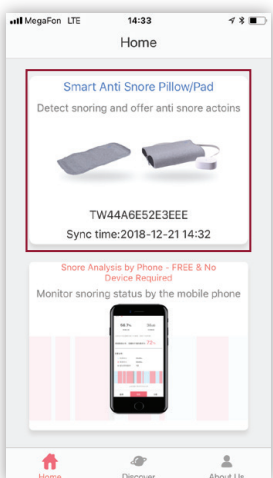 MegaFon LTE 14:33
Home
Smart Anti Snore Pillow/Pad
Detect snoring and offer anti snore actoins
TW44A6E52E3EEE
Sync time:2018-12-21 14:32
Snore Analysis by Phone - FREE & No
Device Required
Monitor snoring status by the mobile phone
Home Discover About Us